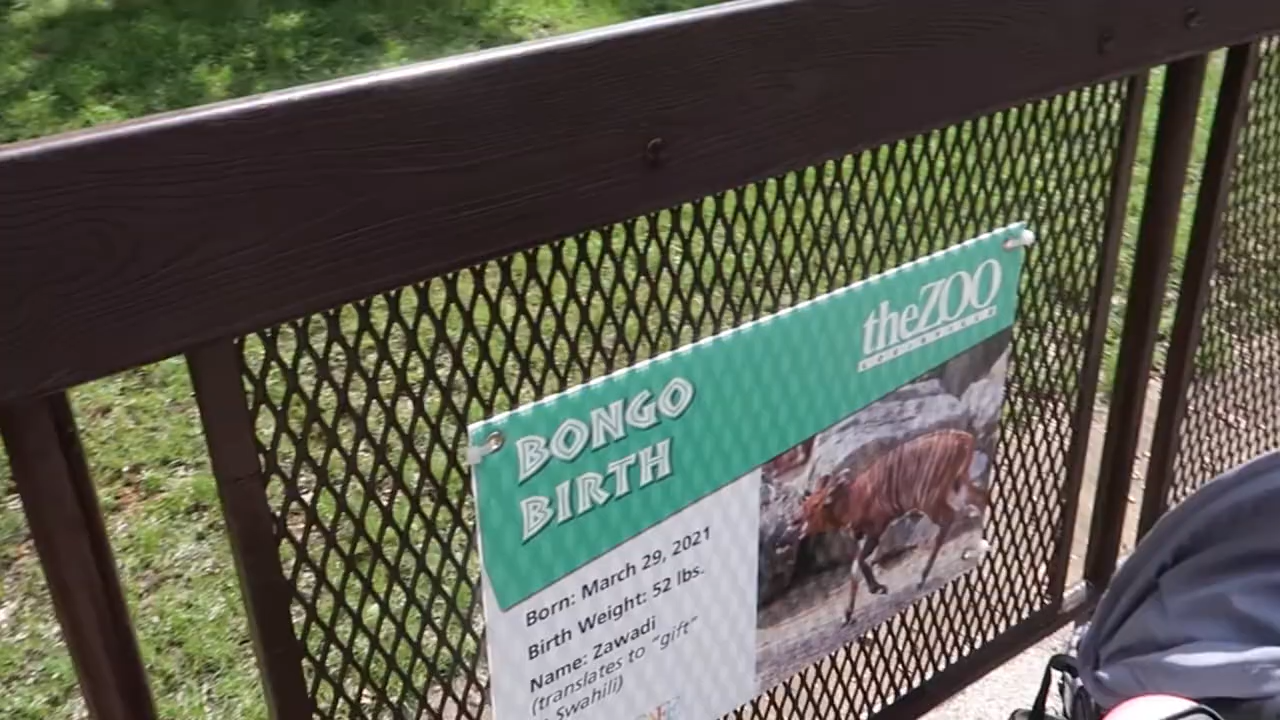 theZOO
BONGO
BIRTH
Born: March 29, 2021
Birth Weight: 52 lbs.
Name: Zawadi
(translates to "gift"
Swahili)